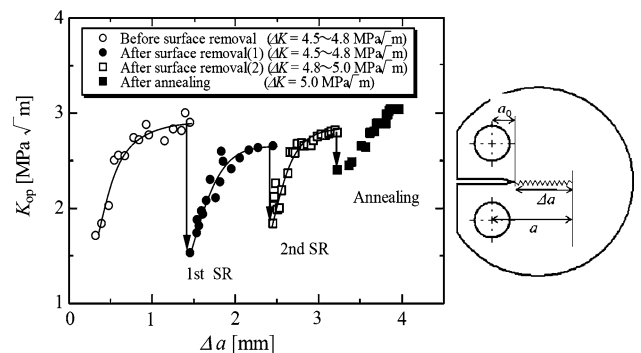 ○ Before surface removal (ΔK = 4.5～4.8 MPa√m)
● After surface removal(1) (ΔK = 4.5～4.8 MPa√m)
□ After surface removal(2) (ΔK = 4.8～5.0 MPa√m)
■ After annealing (ΔK = 5.0 MPa√m)
4
3
2
1
K_op [MPa √m]
1st SR
2nd SR
Annealing
0 1 2 3 4
Δa [mm]
a₀
Δa
a